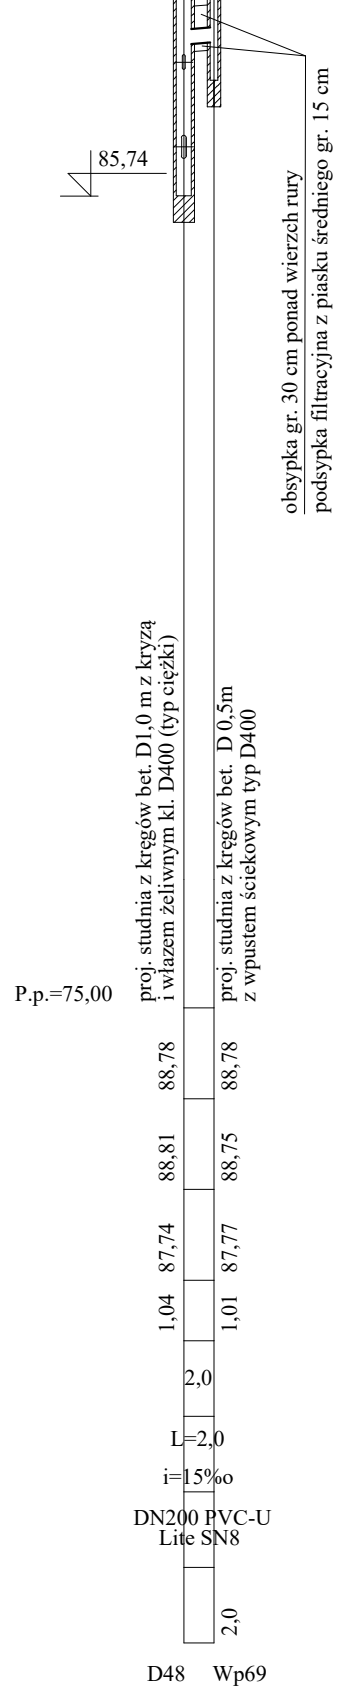 85,74
obsypka gr. 30 cm ponad wierzch rury
podsypka filtracyjna z piasku średniego gr. 15 cm
proj. studnia z kręgów bet. D1,0 m z kryzą
i włazem żeliwnym kl. D400 (typ ciężki)
proj. studnia z kręgów bet. D 0,5m
z wpustem ściekowym typ D400
P.p.=75,00
88,78
88,78
88,81
88,75
87,74
87,77
1,04
1,01
2,0
L=2,0
i=15%o
DN200 PVC-U
Lite SN8
2,0
D48
Wp69